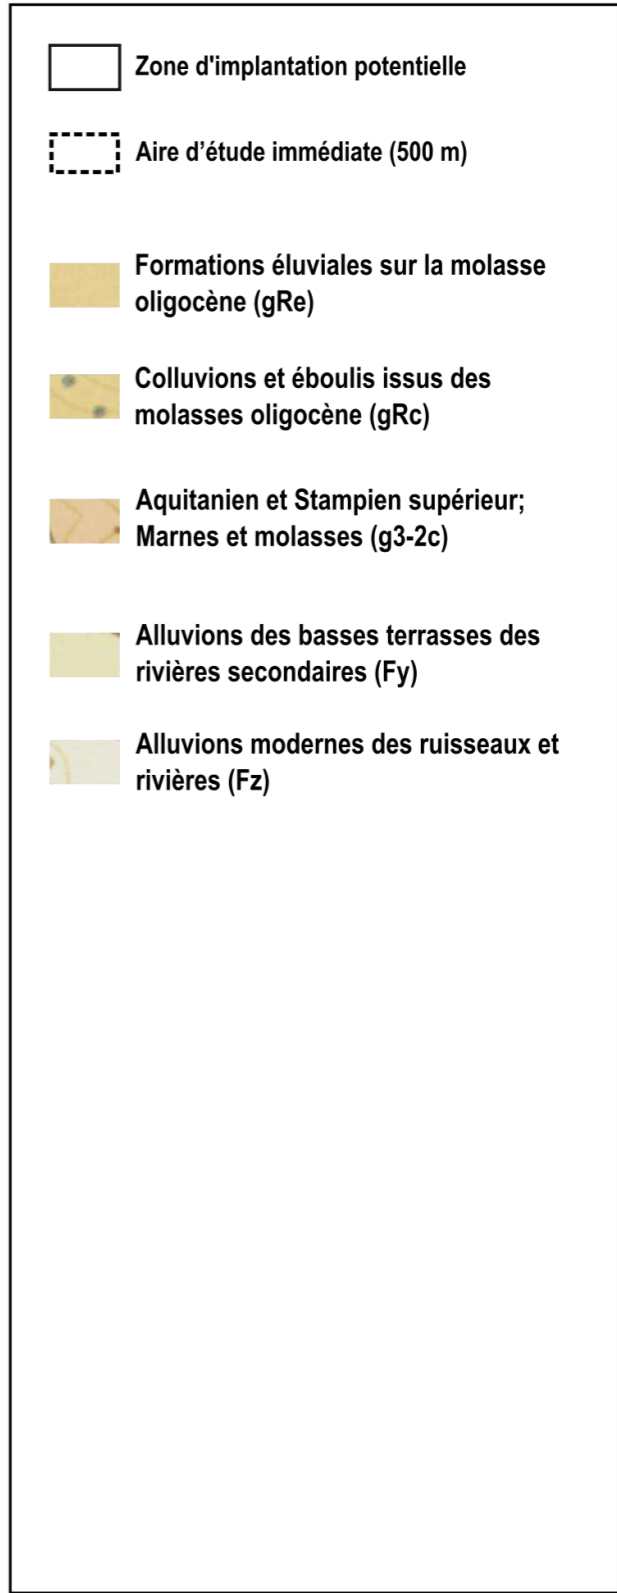 Zone d'implantation potentielle
Aire d’étude immédiate (500 m)
Formations éluviales sur la molasse
oligocène (gRe)
Colluvions et éboulis issus des
molasses oligocène (gRc)
Aquitanien et Stampien supérieur;
Marnes et molasses (g3-2c)
Alluvions des basses terrasses des
rivières secondaires (Fy)
Alluvions modernes des ruisseaux et
rivières (Fz)